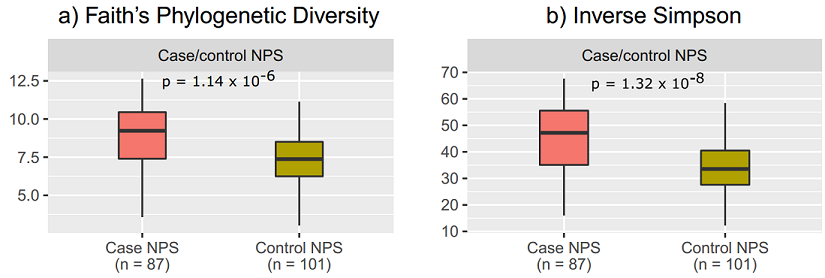 a) Faith’s Phylogenetic Diversity
Case/control NPS
p = 1.14 x 10-6
12.5
10.0
7.5
5.0
Case NPS
(n = 87)
Control NPS
(n = 101)
b) Inverse Simpson
Case/control NPS
p = 1.32 x 10-8
70
60
50
40
30
20
10
Case NPS
(n = 87)
Control NPS
(n = 101)